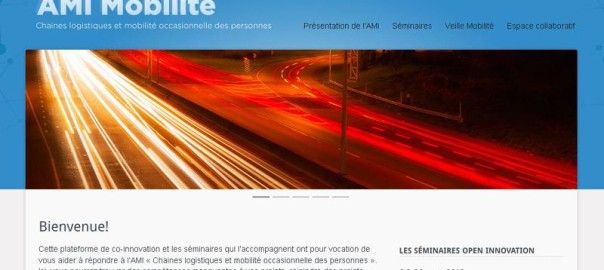 AMI Mobilité
Chaines logistiques et mobilité occasionnelle des personnes
Présentation de l'AMI Séminaires Veille Mobilité Espace collaboratif
Bienvenue!
Cette plateforme de co-innovation et les séminaires qui l'accompagnent ont pour vocation de
vous aider à répondre à l'AMI « Chaines logistiques et mobilité occasionnelle des personnes ».
LES SÉMINAIRES OPEN INNOVATION